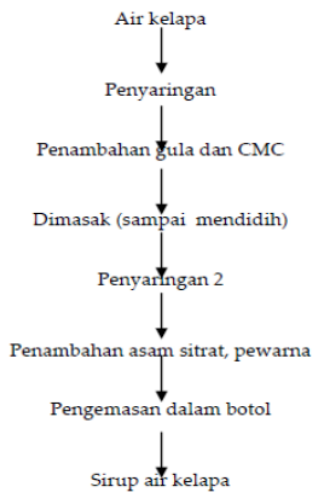 Air kelapa
Penyaringan
Penambahan gula dan CMC
Dimasak (sampai mendidih)
Penyaringan 2
Penambahan asam sitrat, pewarna
Pengemasan dalam botol
Sirup air kelapa